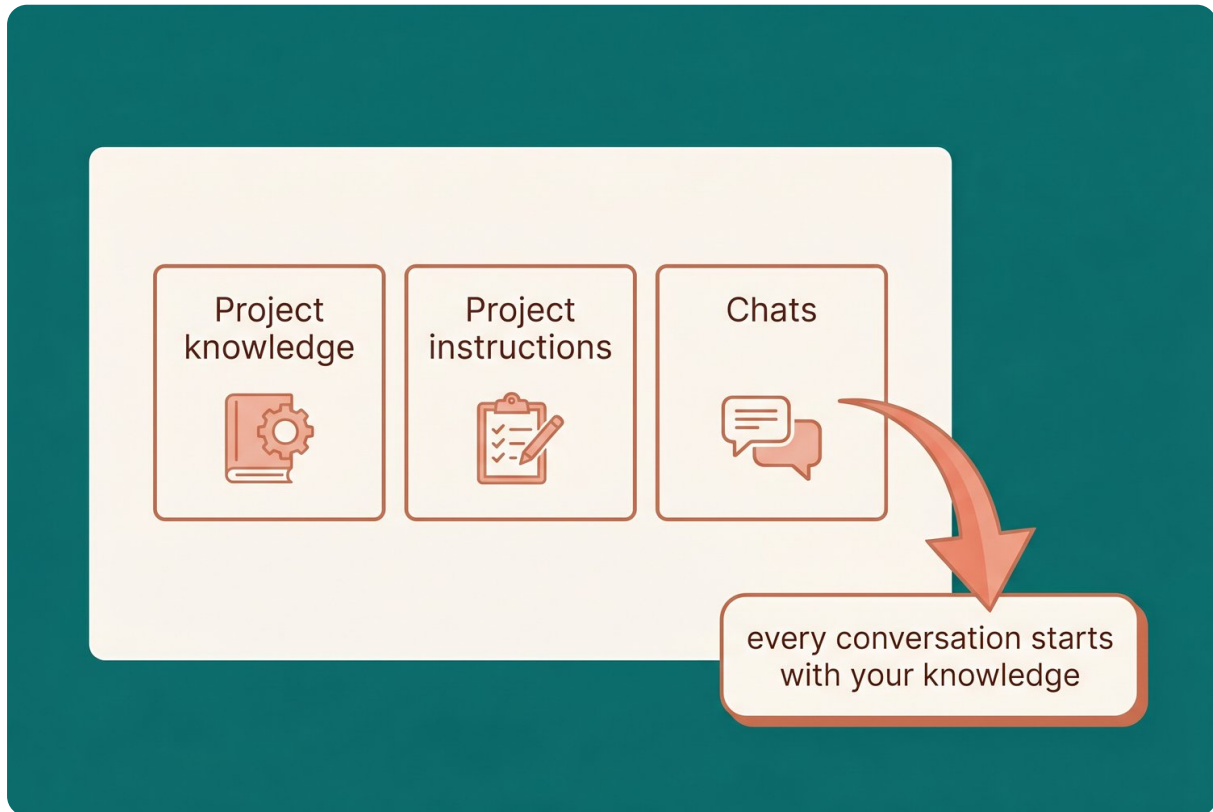 Project
knowledge
Project
instructions
Chats
every conversation starts
with your knowledge